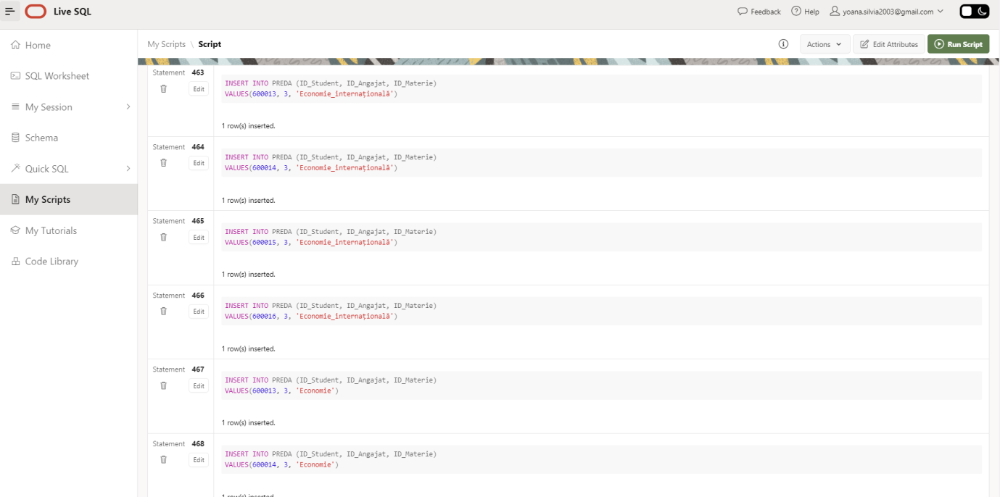 Live SQL
Feedback
Help
yoana.silvia2003@gmail.com
Home
SQL Worksheet
My Session
Schema
Quick SQL
My Scripts
My Tutorials
Code Library
My Scripts \ Script
Actions
Edit Attributes
Run Script
Statement 463
Edit
INSERT INTO PREDA (ID_Student, ID_Angajat, ID_Materie)
VALUES(600013, 3, 'Economie_internațională')
1 row(s) inserted.
Statement 464
Edit
INSERT INTO PREDA (ID_Student, ID_Angajat, ID_Materie)
VALUES(600014, 3, 'Economie_internațională')
1 row(s) inserted.
Statement 465
Edit
INSERT INTO PREDA (ID_Student, ID_Angajat, ID_Materie)
VALUES(600015, 3, 'Economie_internațională')
1 row(s) inserted.
Statement 466
Edit
INSERT INTO PREDA (ID_Student, ID_Angajat, ID_Materie)
VALUES(600016, 3, 'Economie_internațională')
1 row(s) inserted.
Statement 467
Edit
INSERT INTO PREDA (ID_Student, ID_Angajat, ID_Materie)
VALUES(600013, 3, 'Economie')
1 row(s) inserted.
Statement 468
Edit
INSERT INTO PREDA (ID_Student, ID_Angajat, ID_Materie)
VALUES(600014, 3, 'Economie')
1 row(s) inserted.